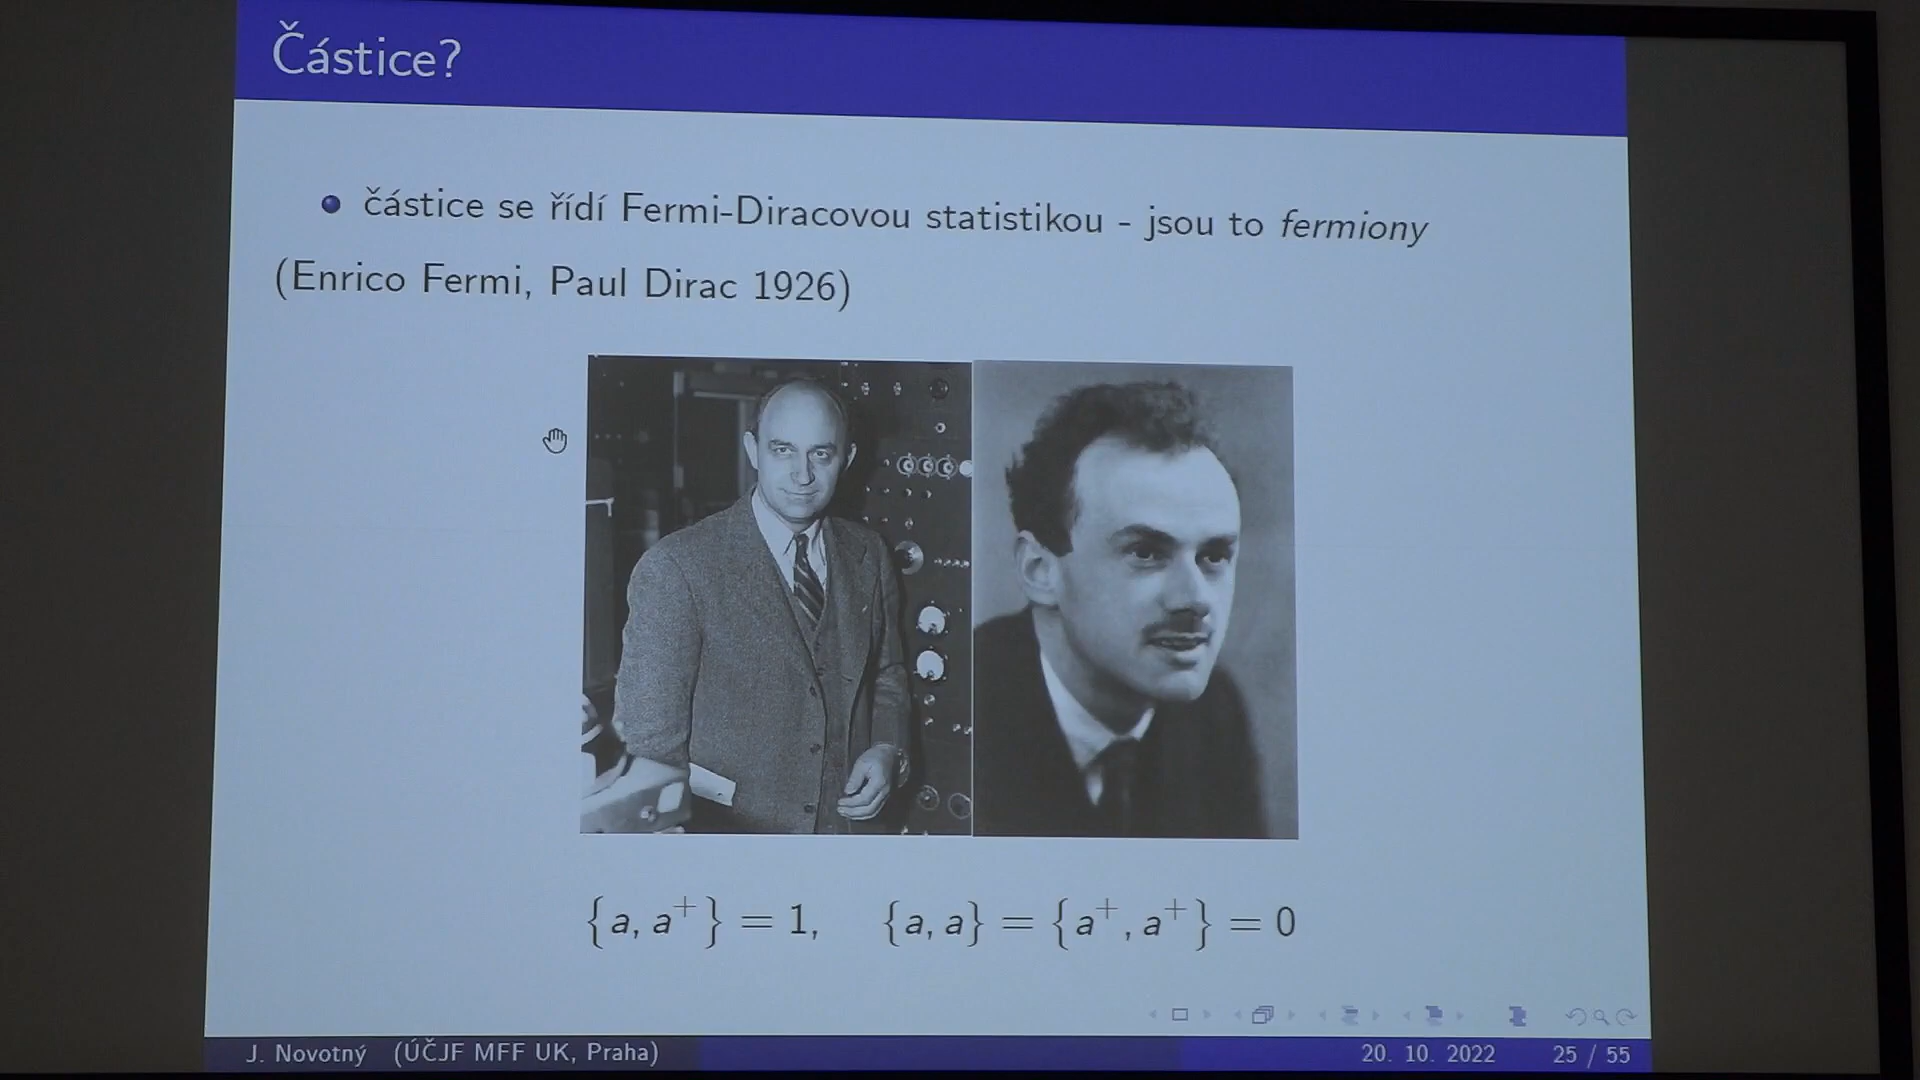 Částice?
částice se řídí Fermi-Diracovou statistikou - jsou to fermiony
(Enrico Fermi, Paul Dirac 1926)
{a, a⁺} = 1, {a, a} = {a⁺, a⁺} = 0
J. Novotný (ÚČJF MFF UK, Praha) 20. 10. 2022 25 / 55